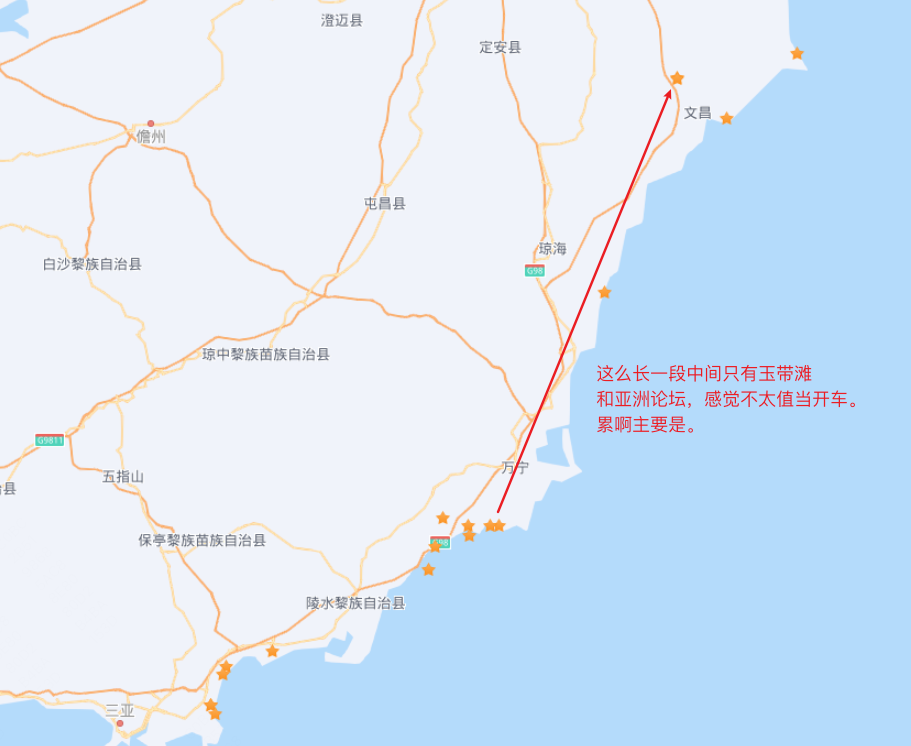 澄迈县
定安县
文昌
儋州
屯昌县
琼海
G98
白沙黎族自治县
琼中黎族苗族自治县
这么长一段中间只有玉带滩
和亚洲论坛，感觉不太值当开车。
累啊主要是。
G9811
万宁
五指山
县
保亭黎族苗族自治县
G98
陵水黎族自治县
三亚